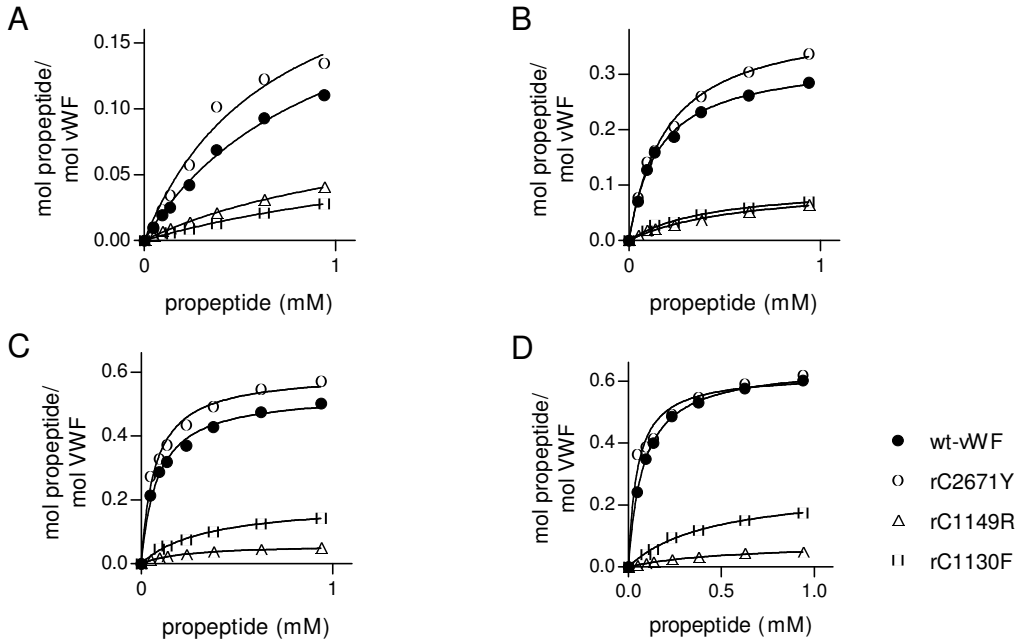 A
0.15
0.10
0.05
0.00
0
1
mol propeptide/
mol vWF
propeptide (mM)
B
0.3
0.2
0.1
0.0
0
1
mol propeptide/
mol vWF
propeptide (mM)
C
0.6
0.4
0.2
0.0
0
1
mol propeptide/
mol VWF
propeptide (mM)
D
0.6
0.4
0.2
0.0
0.0
0.5
1.0
mol propeptide/
mol VWF
propeptide (mM)
wt-vWF
rC2671Y
rC1149R
rC1130F